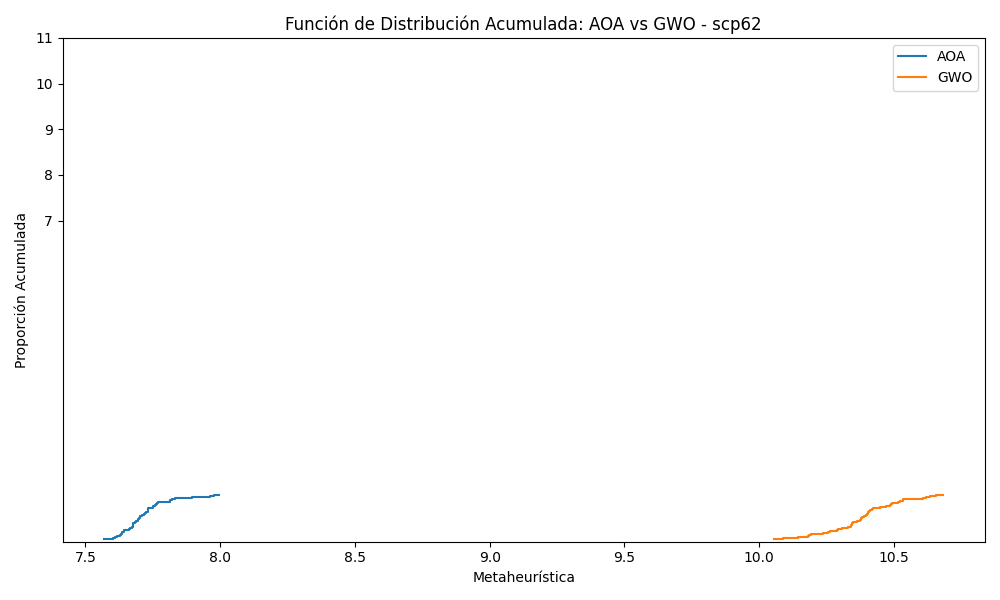 Función de Distribución Acumulada: AOA vs GWO - scp62
11
10
9
8
7
Proporción Acumulada
AOA
GWO
7.5 8.0 8.5 9.0 9.5 10.0 10.5
Metaheurística